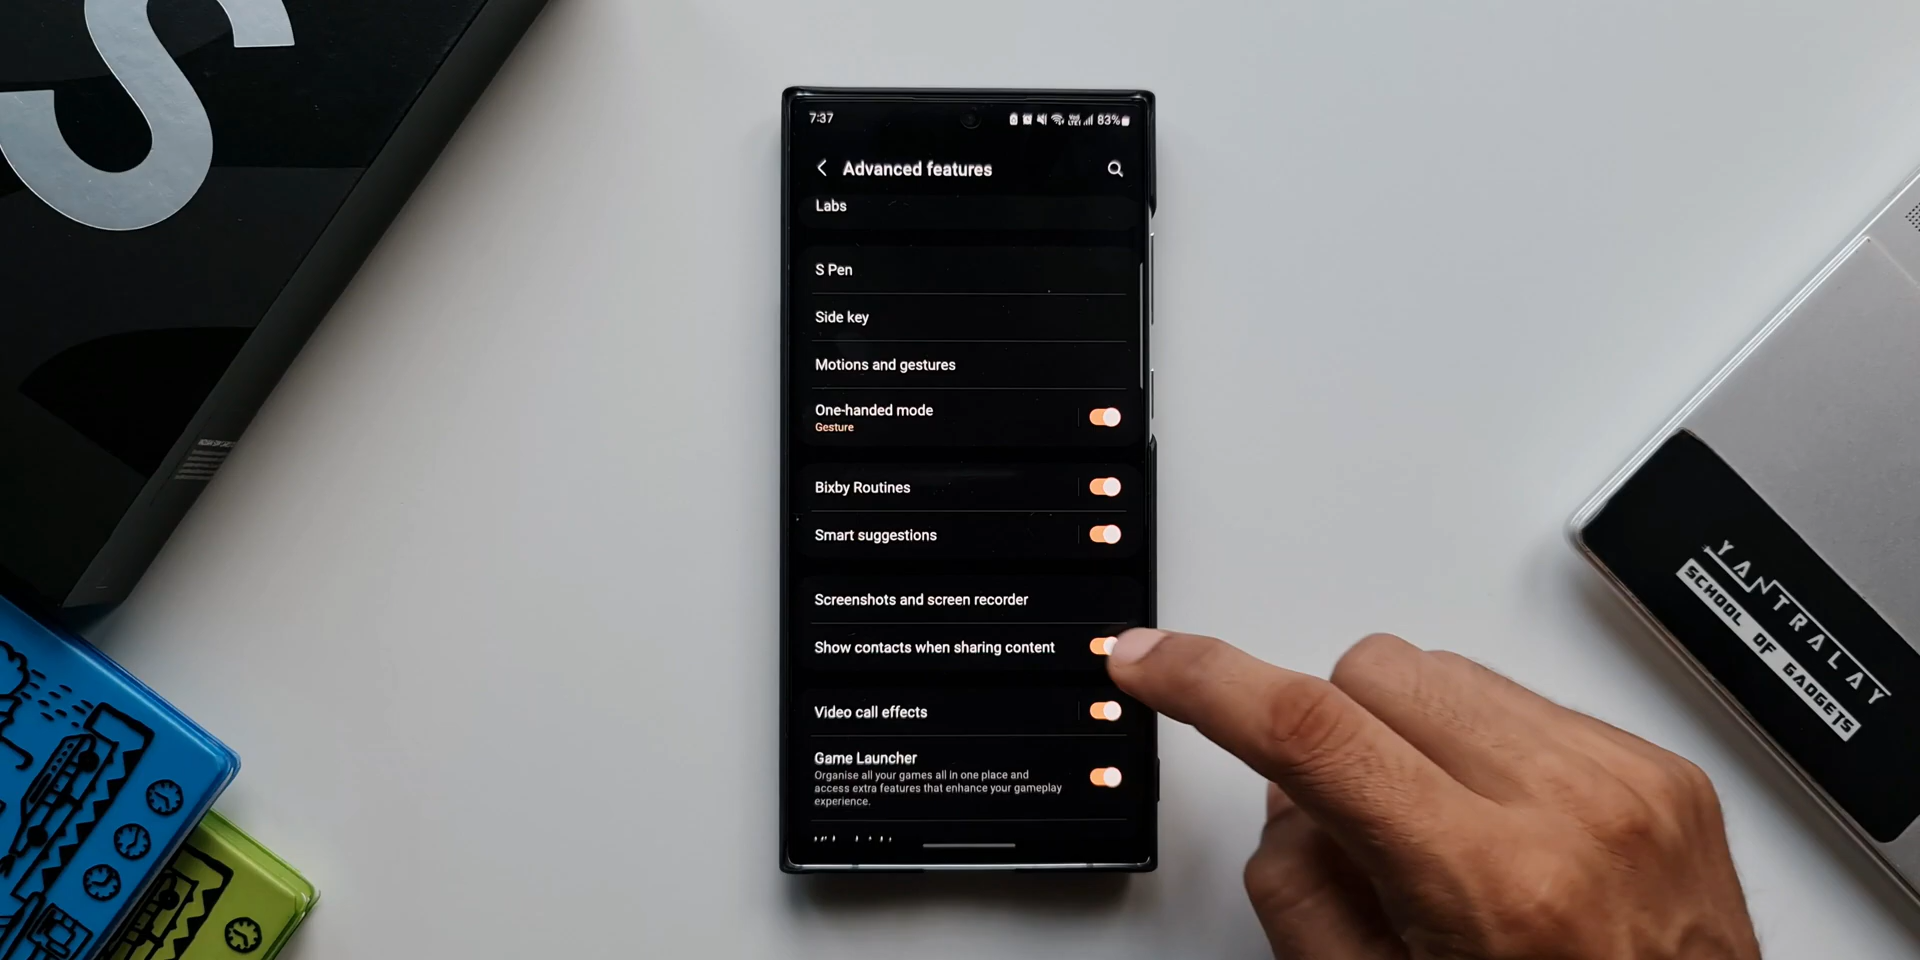 S
7:37
83%
Advanced features
Labs
S Pen
Side key
Motions and gestures
One-handed mode
Gesture
Bixby Routines
Smart suggestions
Screenshots and screen recorder
Show contacts when sharing content
Video call effects
Game Launcher
Organise all your games all in one place and
access extra features that enhance your gameplay
experience.
YANTRALAY
SCHOOL OF GADGETS